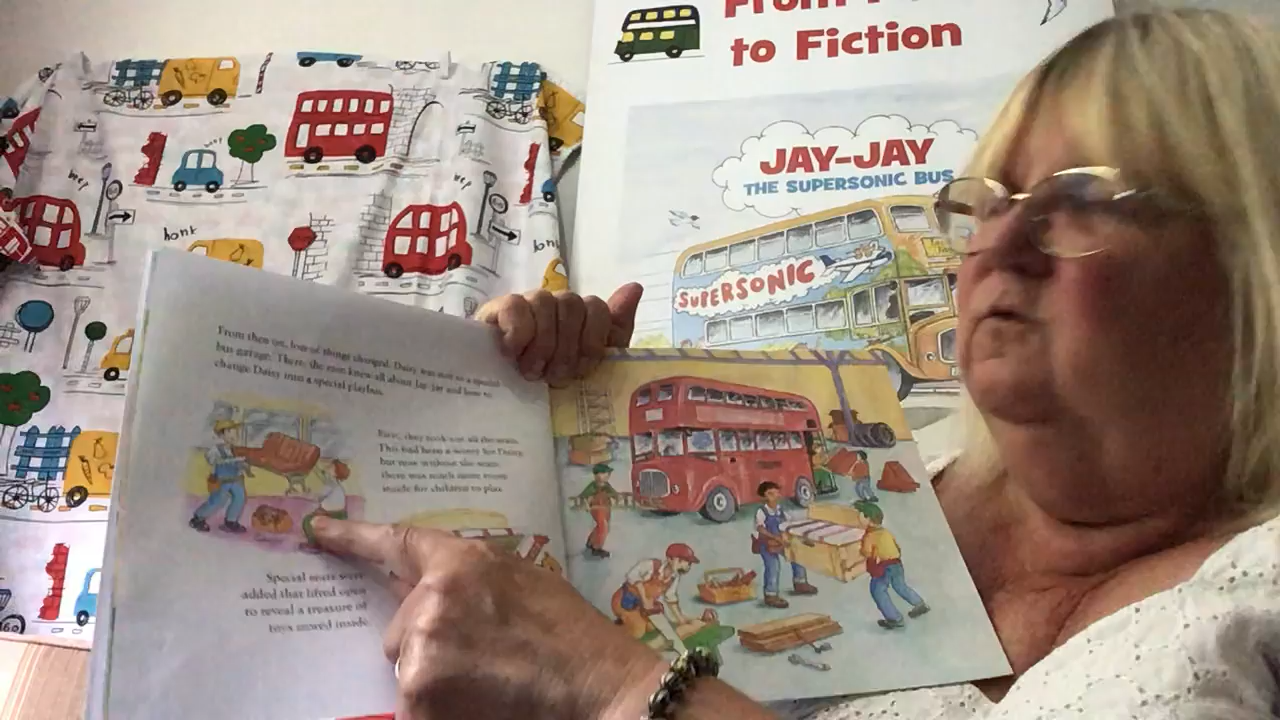 to Fiction
JAY-JAY
THE SUPERSONIC BUS
SUPERSONIC
honk
From then on, lots of things changed. Daisy was sent to a special
bus garage. There, the men knew all about Jay-Jay and how to
change Daisy into a special playbus.
First, they took out all the seats.
This had been a worry for Daisy,
but now without the seats,
there was much more room
inside for children to play.
Special seats were
added that lifted open
to reveal a treasure of
toys stored inside.